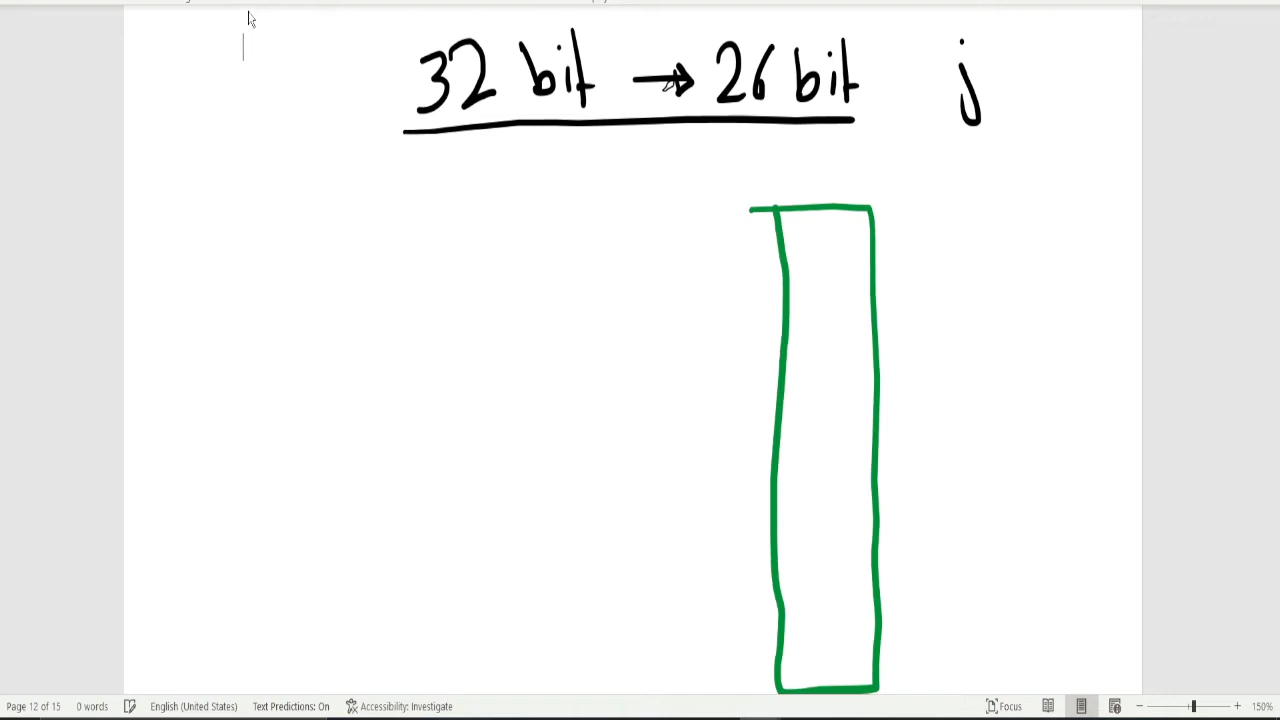 32 bit → 26 bit j
Page 12 of 15 0 words English (United States) Text Predictions: On Accessibility: Investigate Focus 150%